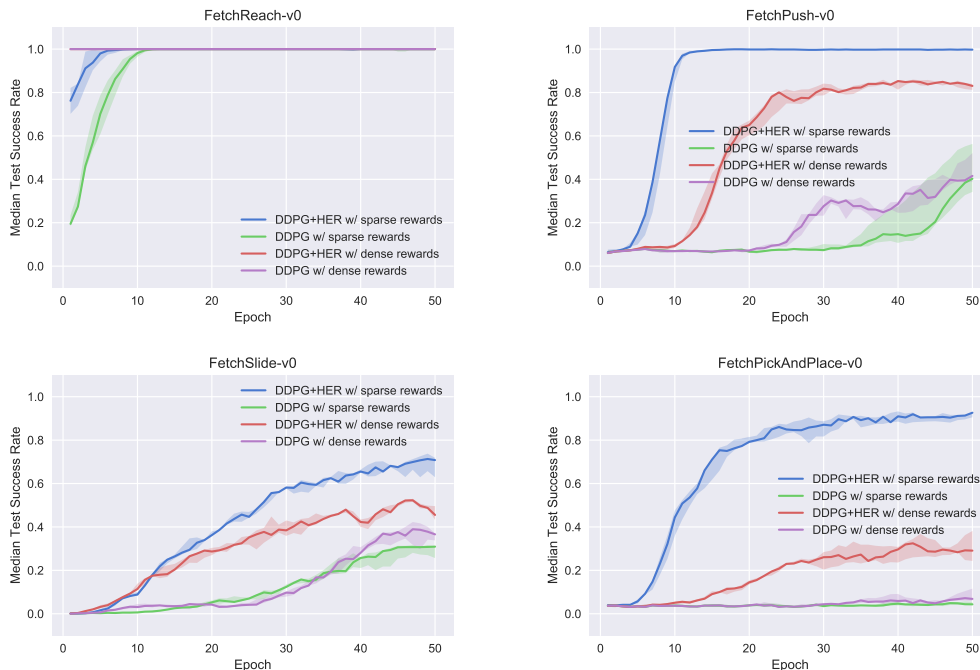 FetchReach-v0
1.0
0.8
0.6
0.4
0.2
0.0
Median Test Success Rate
DDPG+HER w/ sparse rewards
DDPG w/ sparse rewards
DDPG+HER w/ dense rewards
DDPG w/ dense rewards
0 10 20 30 40 50
Epoch
FetchPush-v0
1.0
0.8
0.6
0.4
0.2
0.0
Median Test Success Rate
DDPG+HER w/ sparse rewards
DDPG w/ sparse rewards
DDPG+HER w/ dense rewards
DDPG w/ dense rewards
0 10 20 30 40 50
Epoch
FetchSlide-v0
1.0
0.8
0.6
0.4
0.2
0.0
Median Test Success Rate
DDPG+HER w/ sparse rewards
DDPG w/ sparse rewards
DDPG+HER w/ dense rewards
DDPG w/ dense rewards
0 10 20 30 40 50
Epoch
FetchPickAndPlace-v0
1.0
0.8
0.6
0.4
0.2
0.0
Median Test Success Rate
DDPG+HER w/ sparse rewards
DDPG w/ sparse rewards
DDPG+HER w/ dense rewards
DDPG w/ dense rewards
0 10 20 30 40 50
Epoch